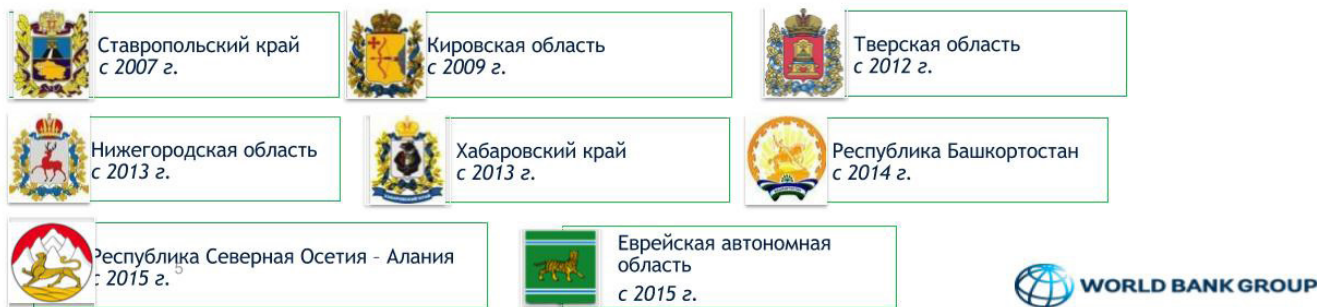 Ставропольский край
с 2007 г.
Кировская область
с 2009 г.
Тверская область
с 2012 г.
Нижегородская область
с 2013 г.
Хабаровский край
с 2013 г.
Республика Башкортостан
с 2014 г.
Республика Северная Осетия – Алания
с 2015 г.
5
Еврейская автономная
область
с 2015 г.
WORLD BANK GROUP